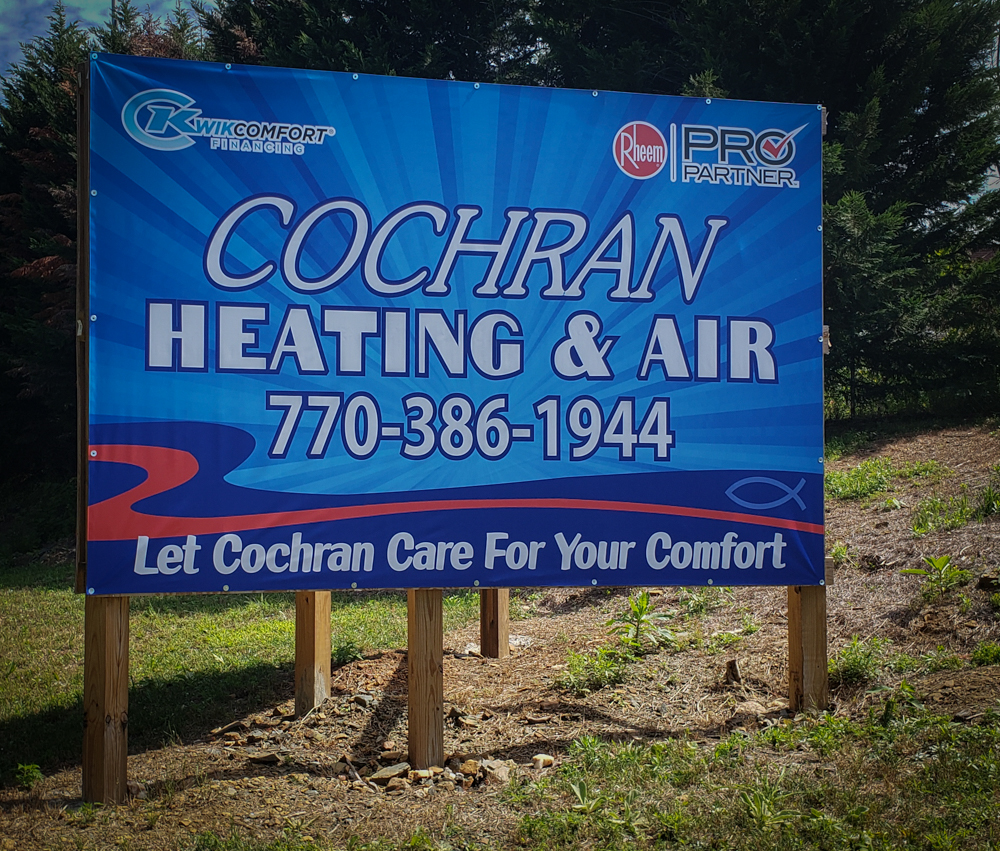 KWIKCOMFORT®
FINANCING
Rheem
PRO
PARTNER
COCHRAN
HEATING & AIR
770-386-1944
Let Cochran Care For Your Comfort